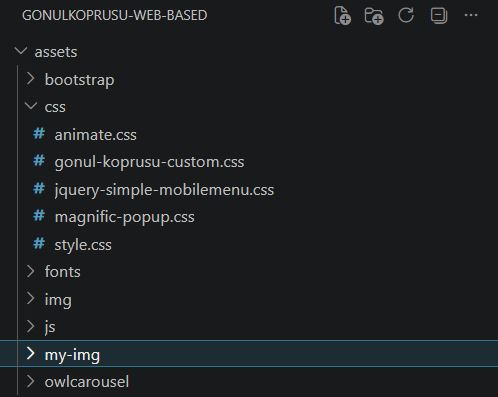 GONULKOPRUSU-WEB-BASED
assets
bootstrap
css
# animate.css
# gonul-koprusu-custom.css
# jquery-simple-mobilemenu.css
# magnific-popup.css
# style.css
fonts
img
js
my-img
owlcarousel